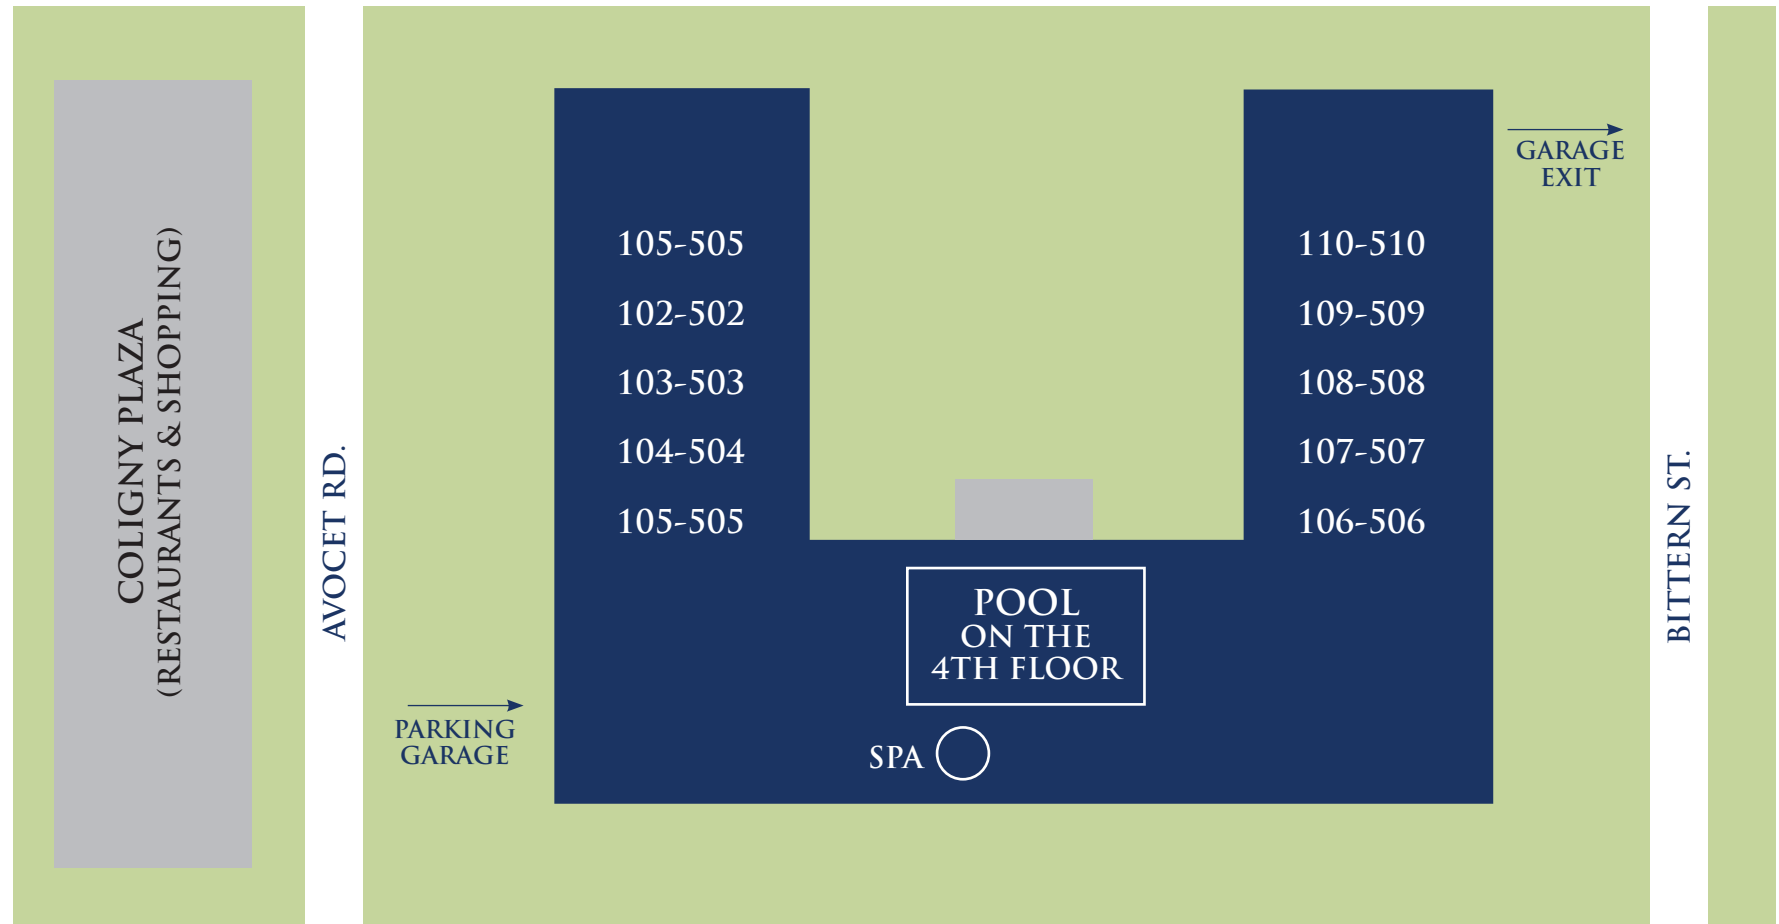 COLIGNY PLAZA
(RESTAURANTS & SHOPPING)
AVOCET RD.
PARKING
GARAGE
105-505
102-502
103-503
104-504
105-505
POOL
ON THE
4TH FLOOR
SPA
110-510
109-509
108-508
107-507
106-506
GARAGE
EXIT
BITTERN ST.